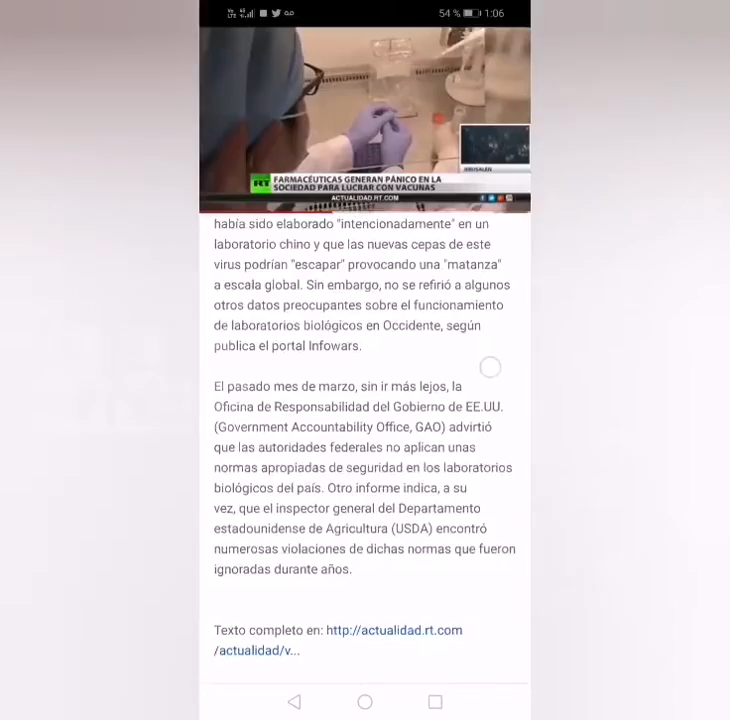 54 % 1:06
JERUSALÉN
RT FARMACÉUTICAS GENERAN PÁNICO EN LA
SOCIEDAD PARA LUCRAR CON VACUNAS
ACTUALIDAD.RT.COM
había sido elaborado "intencionadamente" en un
laboratorio chino y que las nuevas cepas de este
virus podrían "escapar" provocando una "matanza"
a escala global. Sin embargo, no se refirió a algunos
otros datos preocupantes sobre el funcionamiento
de laboratorios biológicos en Occidente, según
publica el portal Infowars.
El pasado mes de marzo, sin ir más lejos, la
Oficina de Responsabilidad del Gobierno de EE.UU.
(Government Accountability Office, GAO) advirtió
que las autoridades federales no aplican unas
normas apropiadas de seguridad en los laboratorios
biológicos del país. Otro informe indica, a su
vez, que el inspector general del Departamento
estadounidense de Agricultura (USDA) encontró
numerosas violaciones de dichas normas que fueron
ignoradas durante años.
Texto completo en: http://actualidad.rt.com
/actualidad/v...